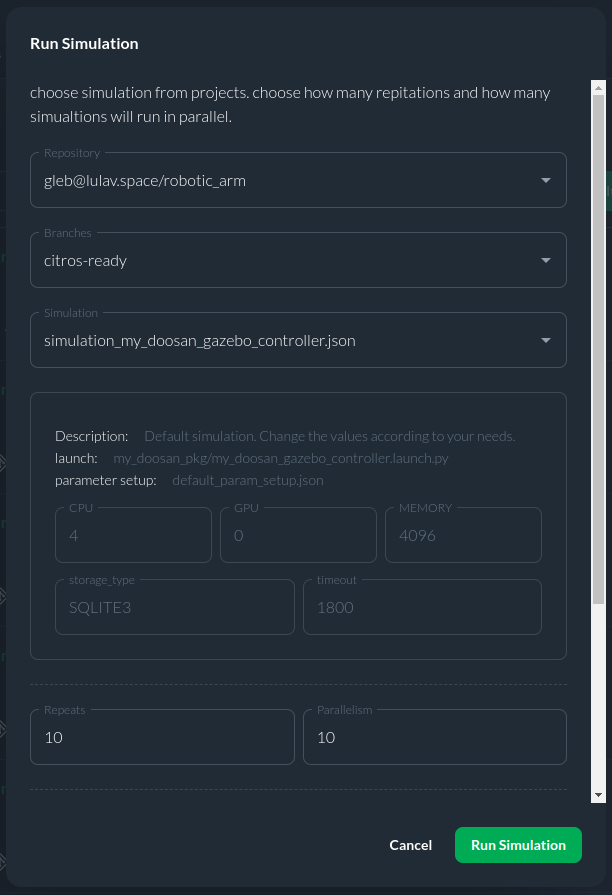 Run Simulation
choose simulation from projects. choose how many repitations and how many
simualtions will run in parallel.
Repository
gleb@lulav.space/robotic_arm
Branches
citros-ready
Simulation
simulation_my_doosan_gazebo_controller.json
Description: Default simulation. Change the values according to your needs.
launch: my_doosan_pkg/my_doosan_gazebo_controller.launch.py
parameter setup: default_param_setup.json
CPU GPU MEMORY
4 0 4096
storage_type timeout
SQLITE3 1800
Repeats Parallelism
10 10
Cancel Run Simulation